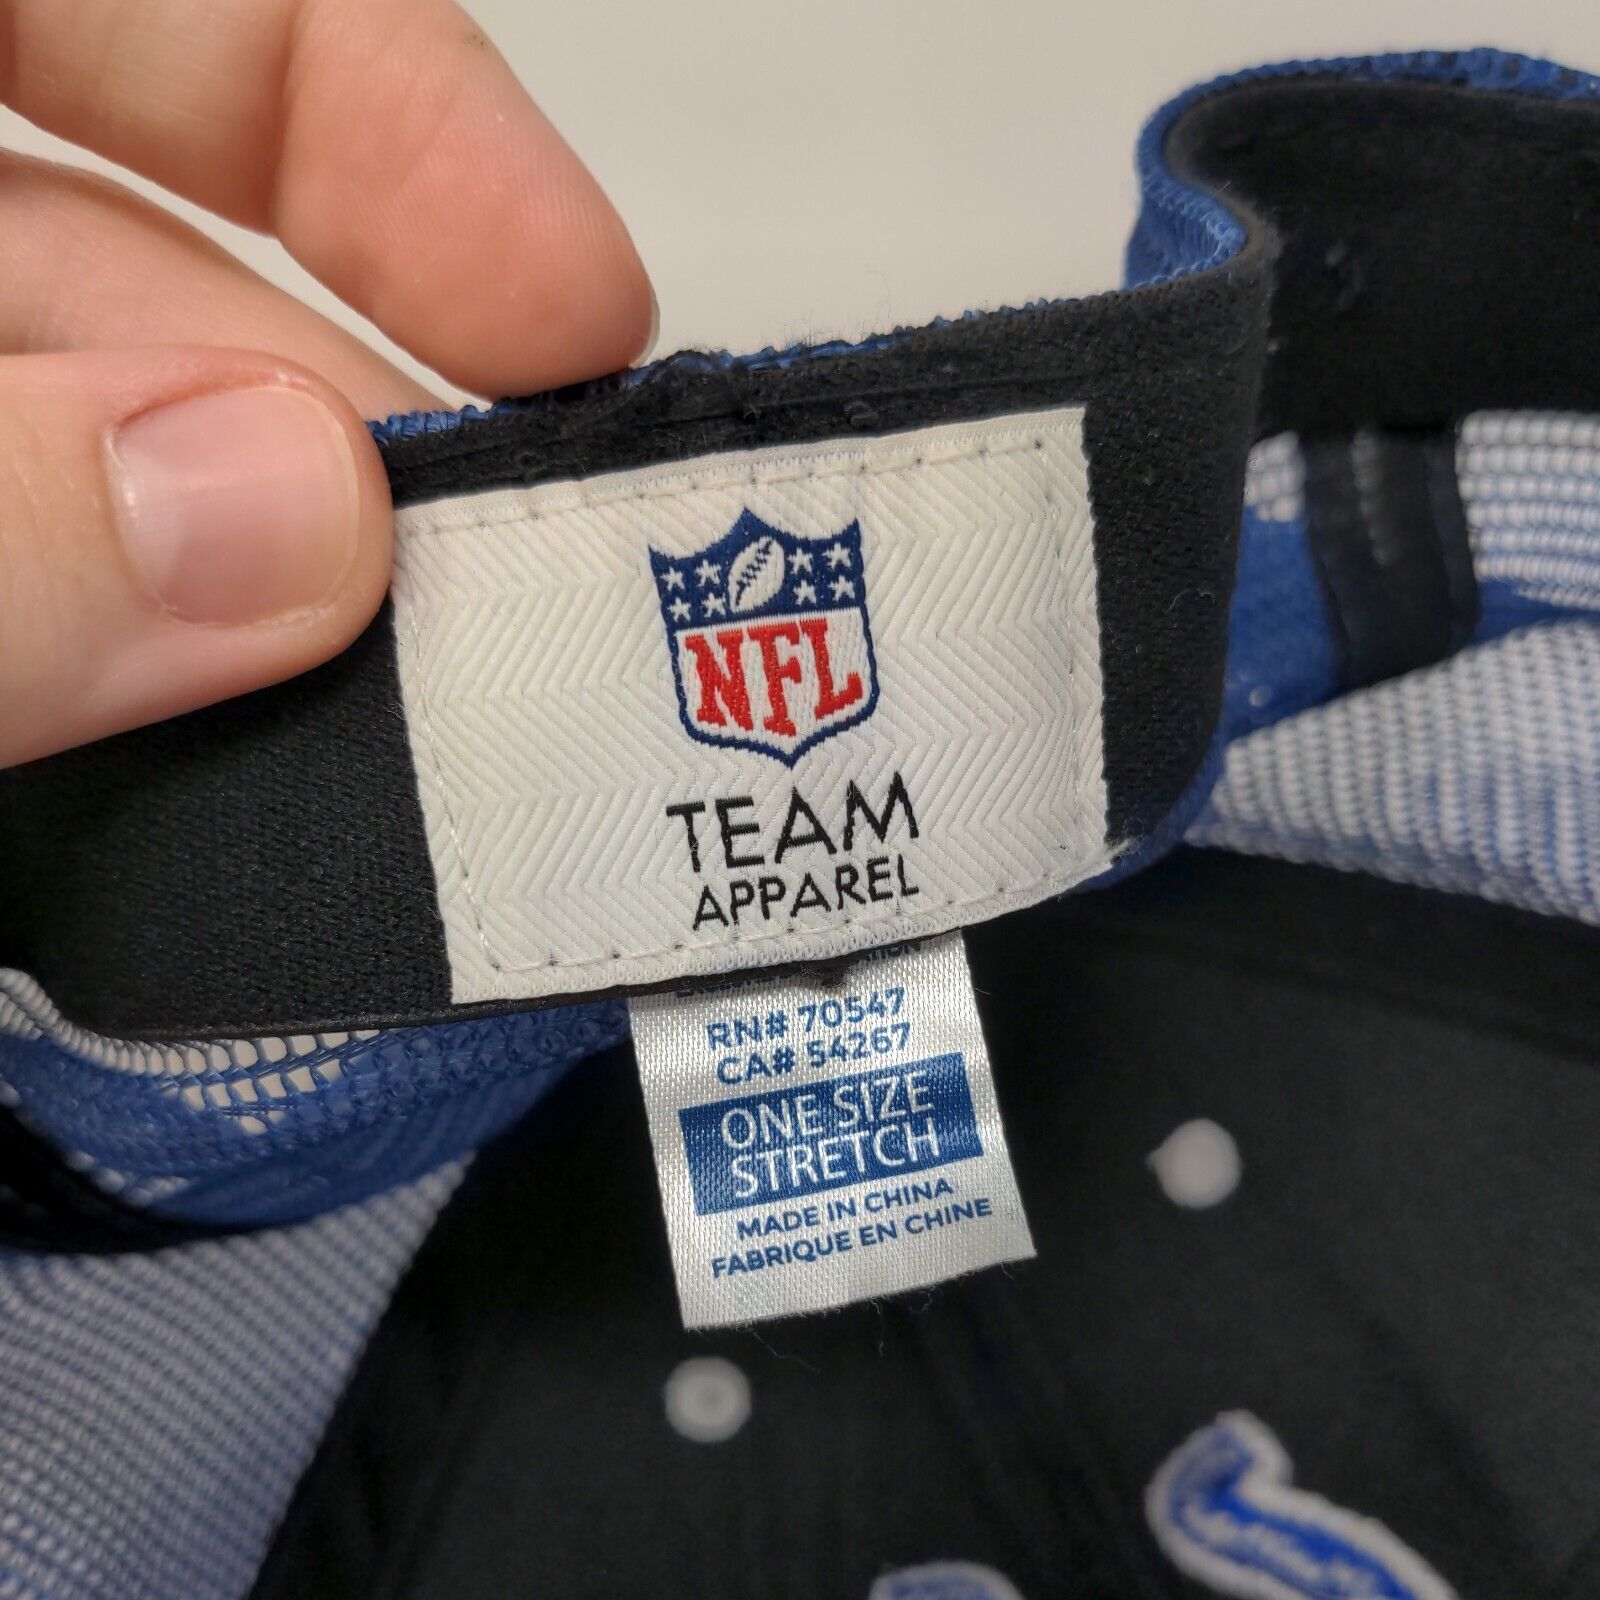 NFL
TEAM
APPAREL
RN# 70547
CA# 54267
ONE SIZE
STRETCH
MADE IN CHINA
FABRIQUE EN CHINE